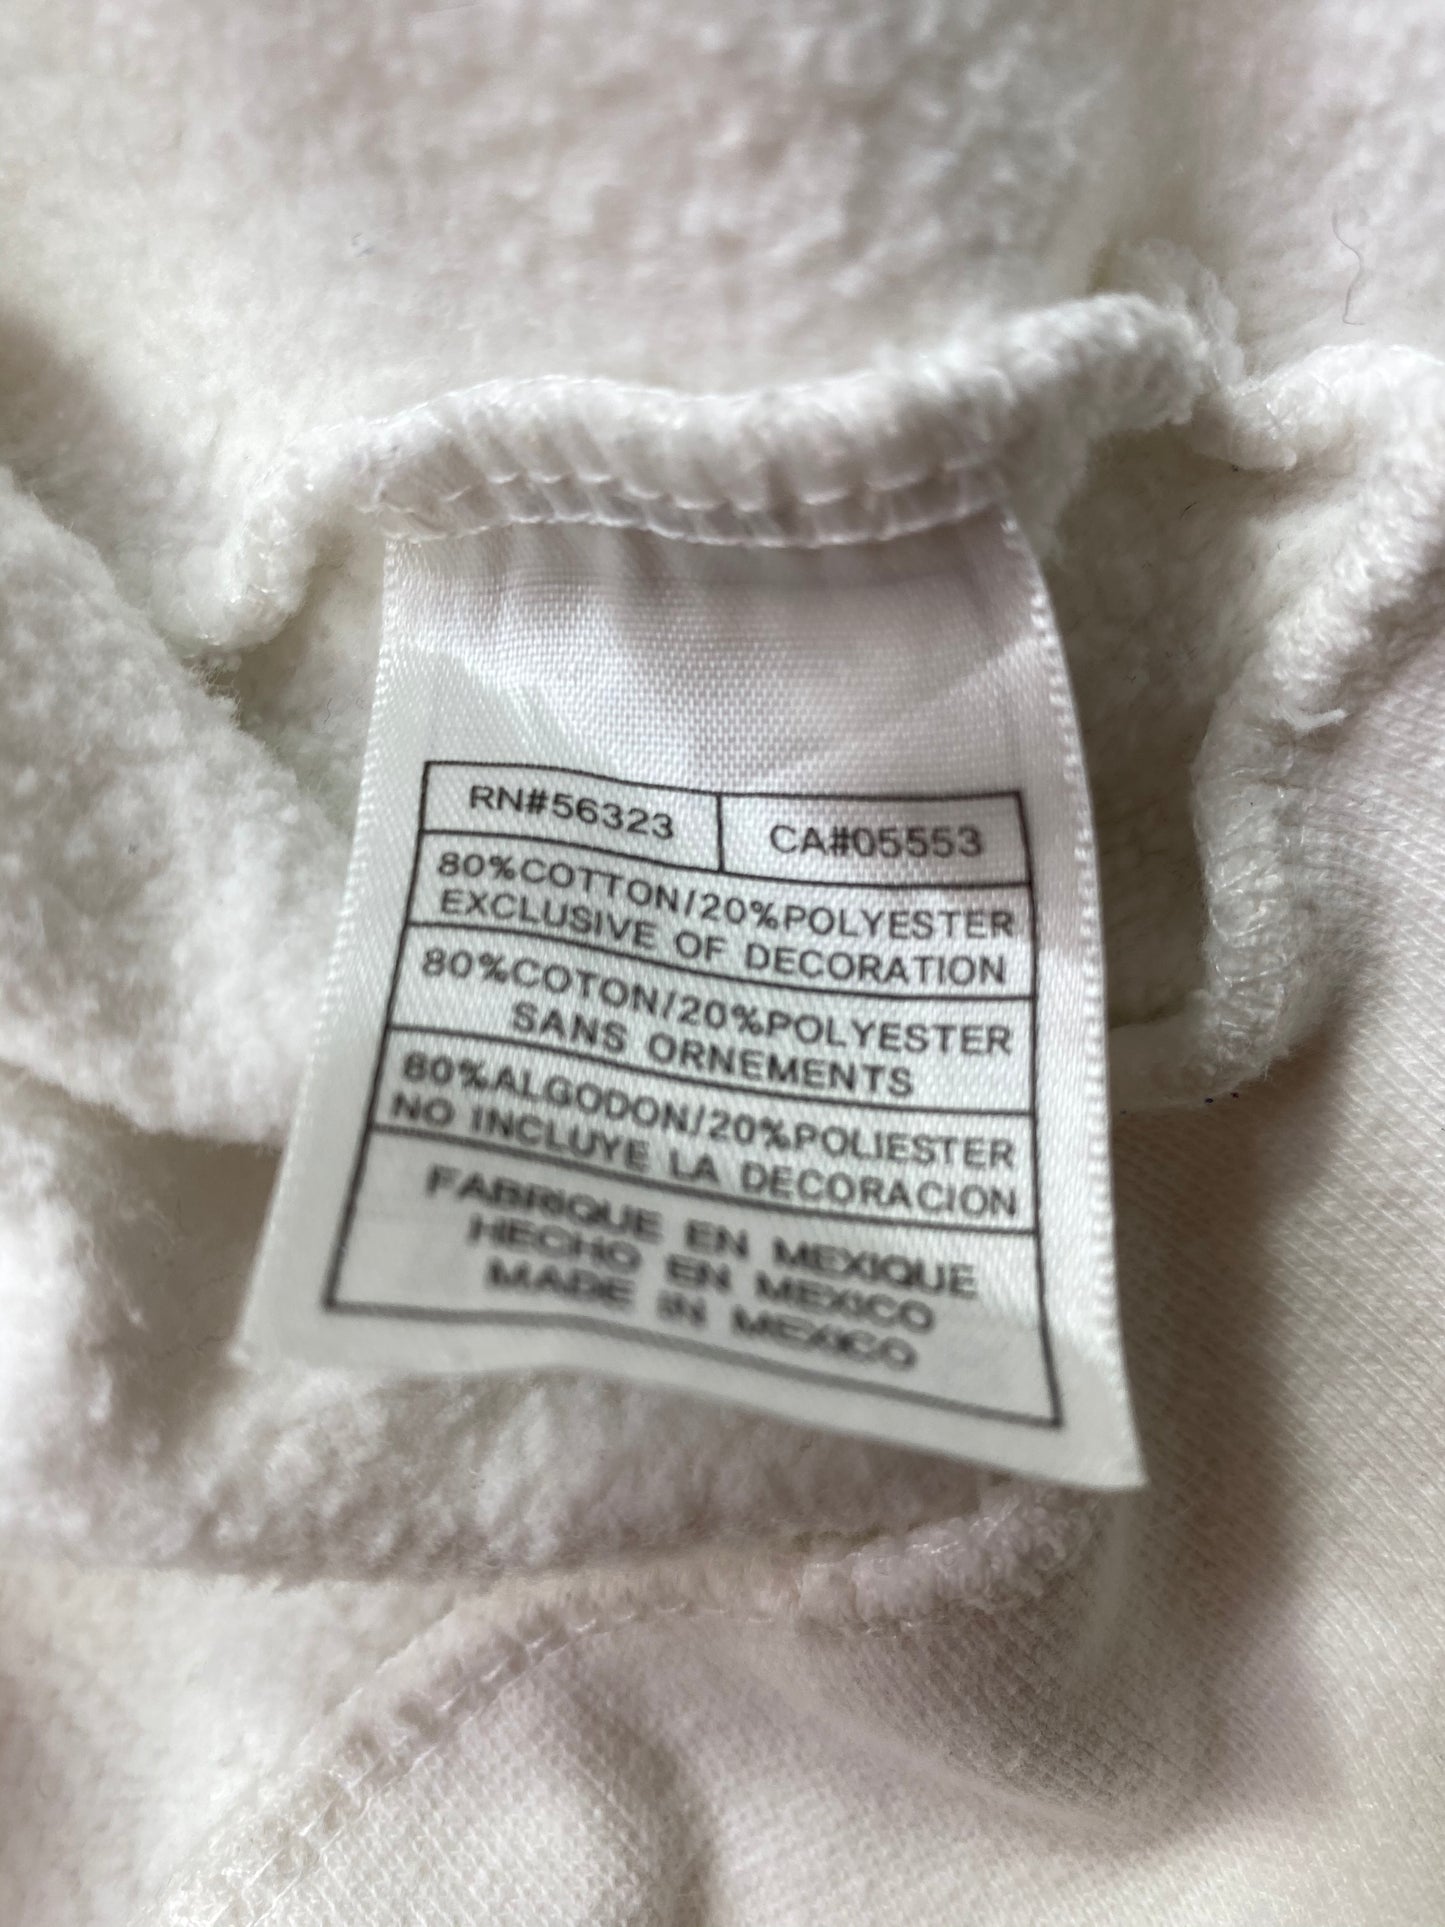 RN#56323 CA#05553
80%COTTON/20%POLYESTER
EXCLUSIVE OF DECORATION
80%COTON/20%POLYESTER
SANS ORNEMENTS
80%ALGODON/20%POLIESTER
NO INCLUYE LA DECORACION
FABRIQUE EN MEXIQUE
HECHO EN MEXICO
MADE IN MEXICO